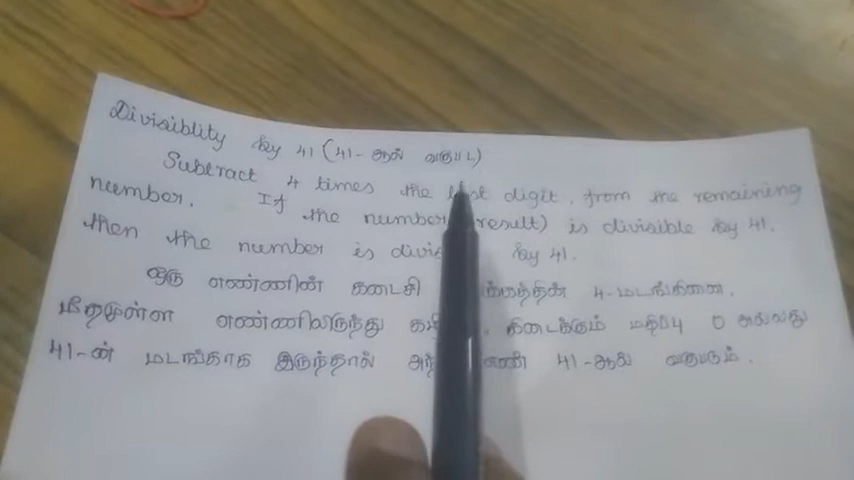 Divisiblity by 41 (41-ஆல் வகுபட)
Subtract 4 times the last digit, from the remaining
number. If the number (result) is divisible by 41.
then the number is by 41.
ஒரு எண்ணின் கடைசி 4-மடங்கினை,
மீதமுள்ள எண்ணிலிருந்து கிடைக்கும் மதிப்பு 0 அல்லது
41-ன் மடங்காக இருந்தால் எண் 41-ஆல் வகுபடும்.